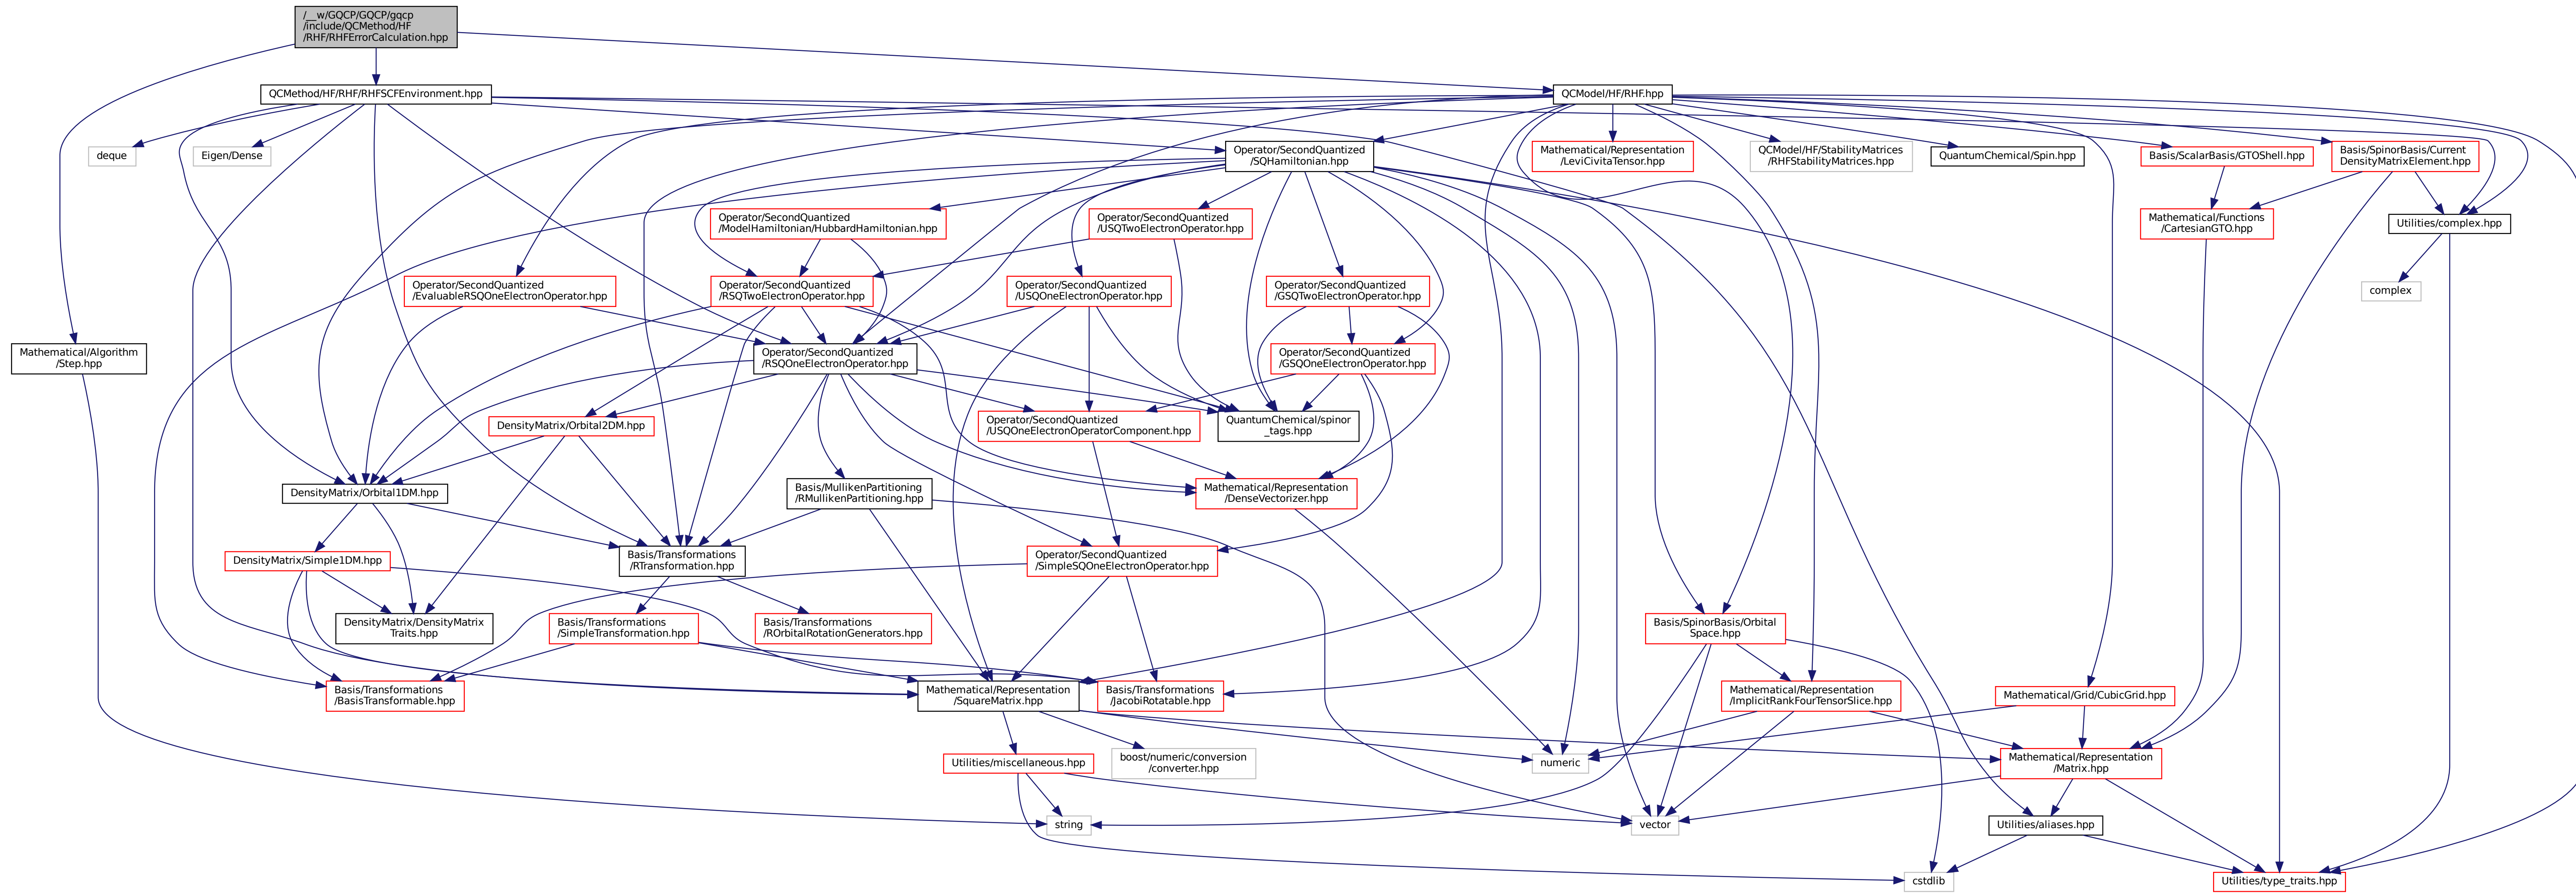 /__w/GQCP/GQCP/gqcp
/include/QCMethod/HF
/RHF/RHFErrorCalculation.hpp
QCMethod/HF/RHF/RHFSCFEnvironment.hpp
QCModel/HF/RHF.hpp
deque
Eigen/Dense
Operator/SecondQuantized
/SQHamiltonian.hpp
Mathematical/Representation
/LeviCivitaTensor.hpp
QCModel/HF/StabilityMatrices
/RHFStabilityMatrices.hpp
QuantumChemical/Spin.hpp
Basis/ScalarBasis/GTOShell.hpp
Basis/SpinorBasis/Current
DensityMatrixElement.hpp
Operator/SecondQuantized
/ModelHamiltonian/HubbardHamiltonian.hpp
Operator/SecondQuantized
/USQTwoElectronOperator.hpp
Mathematical/Functions
/CartesianGTO.hpp
Utilities/complex.hpp
Operator/SecondQuantized
/EvaluableRSQOneElectronOperator.hpp
Operator/SecondQuantized
/RSQTwoElectronOperator.hpp
Operator/SecondQuantized
/USQOneElectronOperator.hpp
Operator/SecondQuantized
/GSQTwoElectronOperator.hpp
complex
Mathematical/Algorithm
/Step.hpp
Operator/SecondQuantized
/RSQOneElectronOperator.hpp
Operator/SecondQuantized
/GSQOneElectronOperator.hpp
DensityMatrix/Orbital2DM.hpp
Operator/SecondQuantized
/USQOneElectronOperatorComponent.hpp
QuantumChemical/spinor
_tags.hpp
DensityMatrix/Orbital1DM.hpp
Basis/MullikenPartitioning
/RMullikenPartitioning.hpp
Mathematical/Representation
/DenseVectorizer.hpp
DensityMatrix/Simple1DM.hpp
Basis/Transformations
/RTransformation.hpp
Operator/SecondQuantized
/SimpleSQOneElectronOperator.hpp
DensityMatrix/DensityMatrix
Traits.hpp
Basis/Transformations
/SimpleTransformation.hpp
Basis/Transformations
/ROrbitalRotationGenerators.hpp
Basis/SpinorBasis/Orbital
Space.hpp
Basis/Transformations
/BasisTransformable.hpp
Mathematical/Representation
/SquareMatrix.hpp
Basis/Transformations
/JacobiRotatable.hpp
Mathematical/Representation
/ImplicitRankFourTensorSlice.hpp
Mathematical/Grid/CubicGrid.hpp
Utilities/miscellaneous.hpp
boost/numeric/conversion
/converter.hpp
numeric
Mathematical/Representation
/Matrix.hpp
string
vector
Utilities/aliases.hpp
cstdlib
Utilities/type_traits.hpp